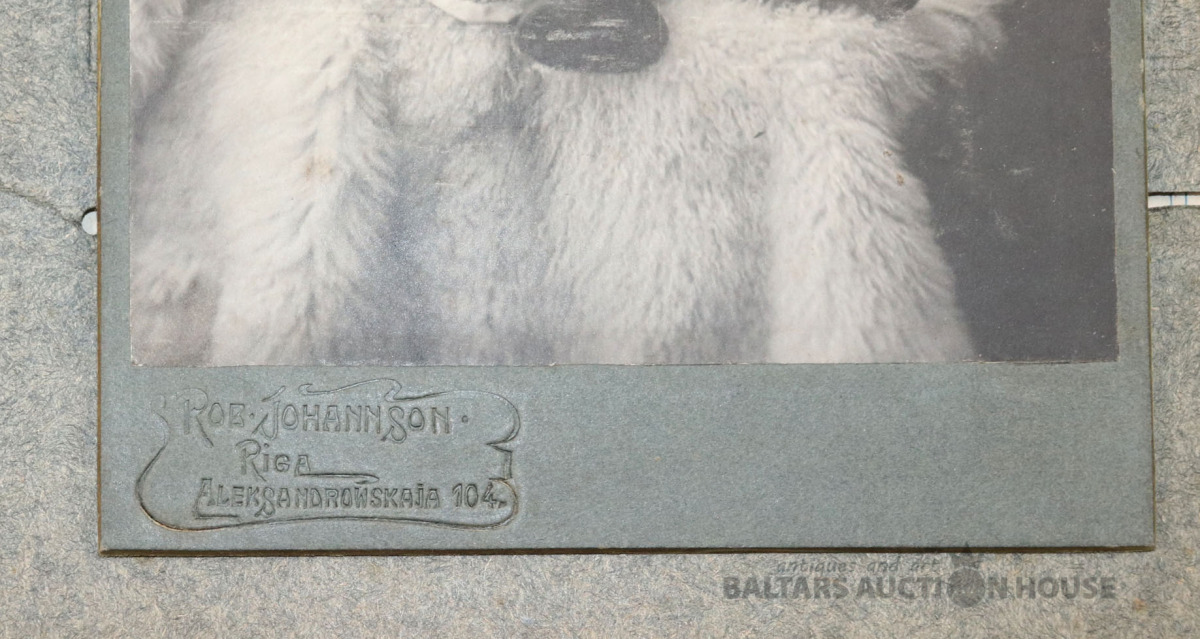 ROB · JOHANNSON ·
RIGA
ALEKSANDROWSKAJA 104.
antiques and art
BALTARS AUCTION HOUSE